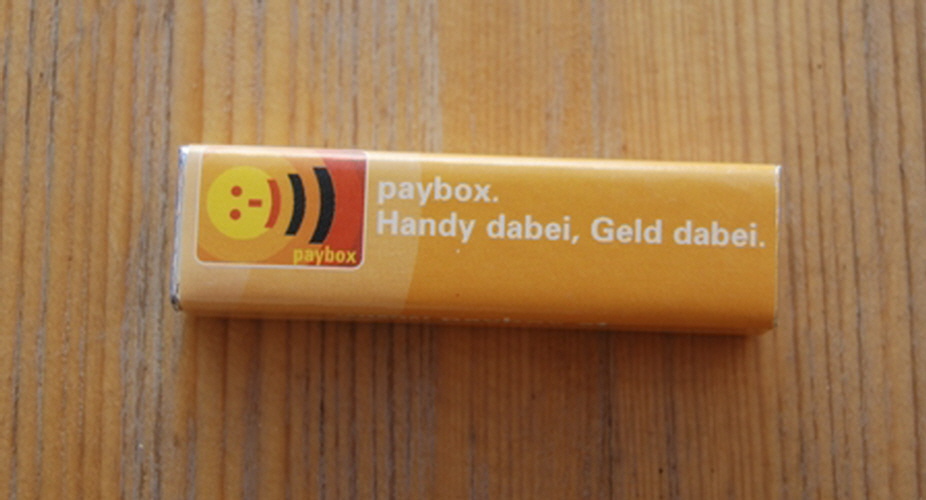 paybox.
Handy dabei, Geld dabei.
paybox